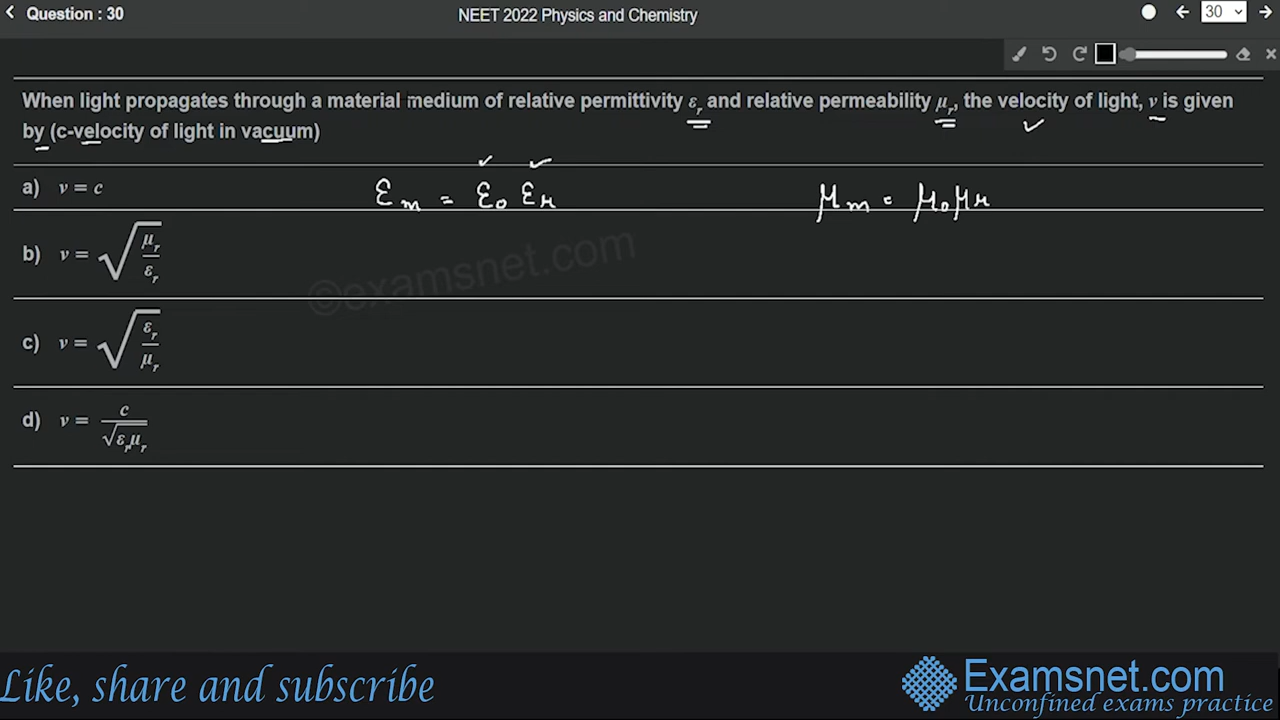 Question : 30
NEET 2022 Physics and Chemistry
30
When light propagates through a material medium of relative permittivity εᵣ and relative permeability μᵣ, the velocity of light, v is given
by (c-velocity of light in vacuum)
a) v = c
εm = ε₀ εr
μm = μ₀μr
b) v = √(μᵣ/εᵣ)
c) v = √(εᵣ/μᵣ)
d) v = c/√(εᵣμᵣ)
©examsnet.com
Like, share and subscribe
Examsnet.com
Unconfined exams practice